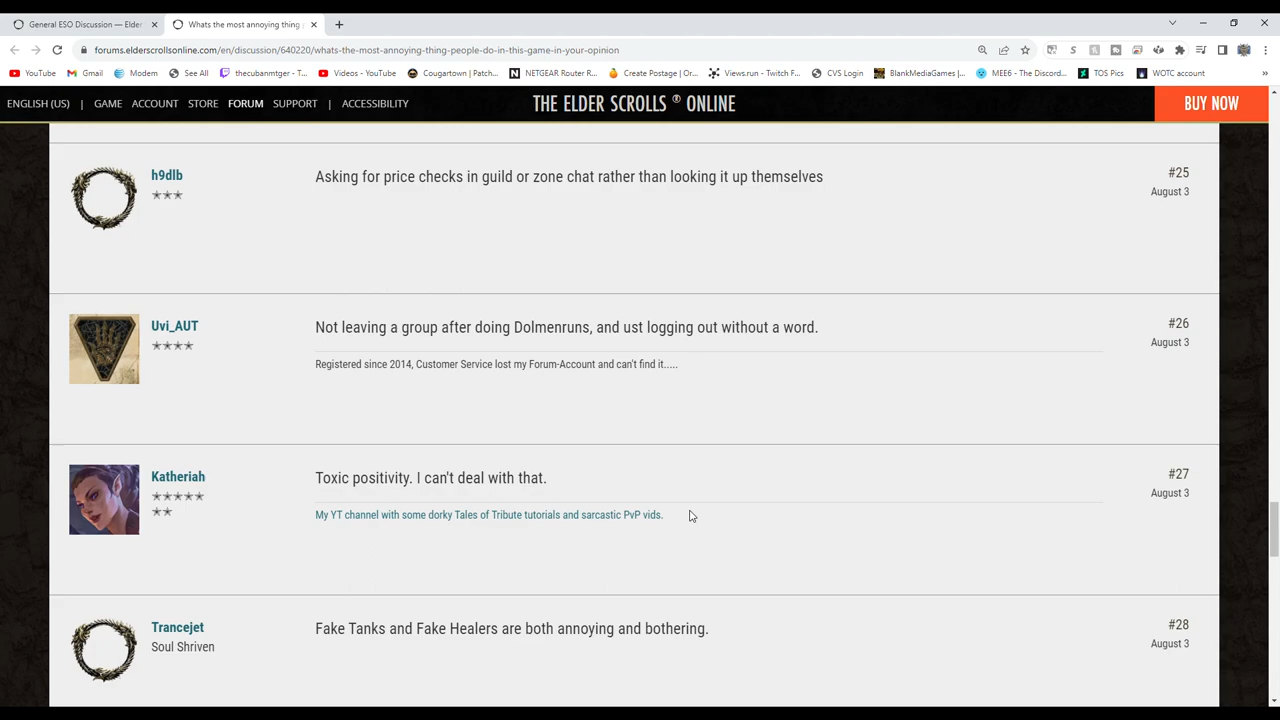 General ESO Discussion — Elder
Whats the most annoying thing
forums.elderscrollsonline.com/en/discussion/640220/whats-the-most-annoying-thing-people-do-in-this-game-in-your-opinion
YouTube
Gmail
Modem
See All
thecubanmtger - T...
Videos - YouTube
Cougartown | Patch...
NETGEAR Router R...
Create Postage | Or...
Views.run - Twitch F...
CVS Login
BlankMediaGames |...
MEE6 - The Discord...
TOS Pics
WOTC account
»
ENGLISH (US) | GAME ACCOUNT STORE FORUM SUPPORT | ACCESSIBILITY
THE ELDER SCROLLS ® ONLINE
BUY NOW
h9dlb
Asking for price checks in guild or zone chat rather than looking it up themselves
#25
August 3
Uvi_AUT
Not leaving a group after doing Dolmenruns, and ust logging out without a word.
Registered since 2014, Customer Service lost my Forum-Account and can't find it.....
#26
August 3
Katheriah
Toxic positivity. I can't deal with that.
My YT channel with some dorky Tales of Tribute tutorials and sarcastic PvP vids.
#27
August 3
Trancejet
Soul Shriven
Fake Tanks and Fake Healers are both annoying and bothering.
#28
August 3